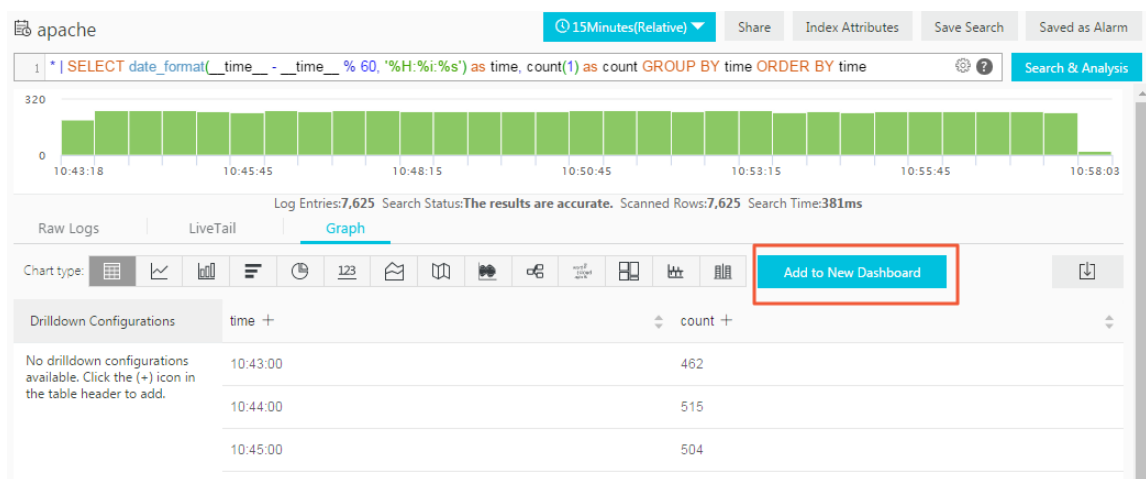 apache
15Minutes(Relative) Share Index Attributes Save Search Saved as Alarm
1 * | SELECT date_format(__time__ - __time__ % 60, '%H:%i:%s') as time, count(1) as count GROUP BY time ORDER BY time ? Search & Analysis
320
0
10:43:18 10:45:45 10:48:15 10:50:45 10:53:15 10:55:45 10:58:03
Log Entries:7,625 Search Status:The results are accurate. Scanned Rows:7,625 Search Time:381ms
Raw Logs LiveTail Graph
Chart type: 123 Add to New Dashboard
Drilldown Configurations time + count +
No drilldown configurations
available. Click the (+) icon in
the table header to add.
10:43:00 462
10:44:00 515
10:45:00 504